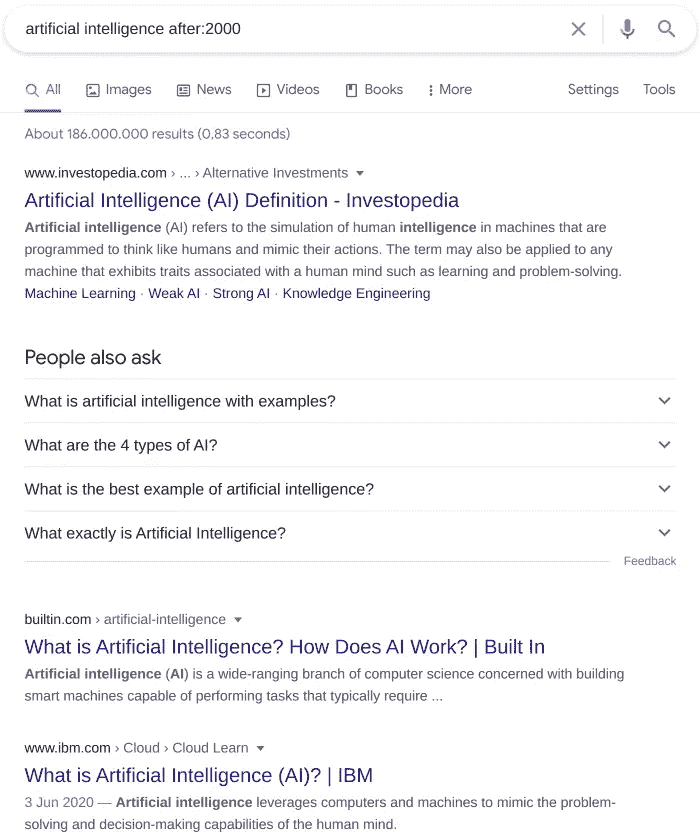 artificial intelligence after:2000
All Images News Videos Books More Settings Tools
About 186.000.000 results (0,83 seconds)
www.investopedia.com › ... › Alternative Investments
Artificial Intelligence (AI) Definition - Investopedia
Artificial intelligence (AI) refers to the simulation of human intelligence in machines that are
programmed to think like humans and mimic their actions. The term may also be applied to any
machine that exhibits traits associated with a human mind such as learning and problem-solving.
Machine Learning · Weak AI · Strong AI · Knowledge Engineering
People also ask
What is artificial intelligence with examples?
What are the 4 types of AI?
What is the best example of artificial intelligence?
What exactly is Artificial Intelligence?
Feedback
builtin.com › artificial-intelligence
What is Artificial Intelligence? How Does AI Work? | Built In
Artificial intelligence (AI) is a wide-ranging branch of computer science concerned with building
smart machines capable of performing tasks that typically require ...
www.ibm.com › Cloud › Cloud Learn
What is Artificial Intelligence (AI)? | IBM
3 Jun 2020 — Artificial intelligence leverages computers and machines to mimic the problem-
solving and decision-making capabilities of the human mind.